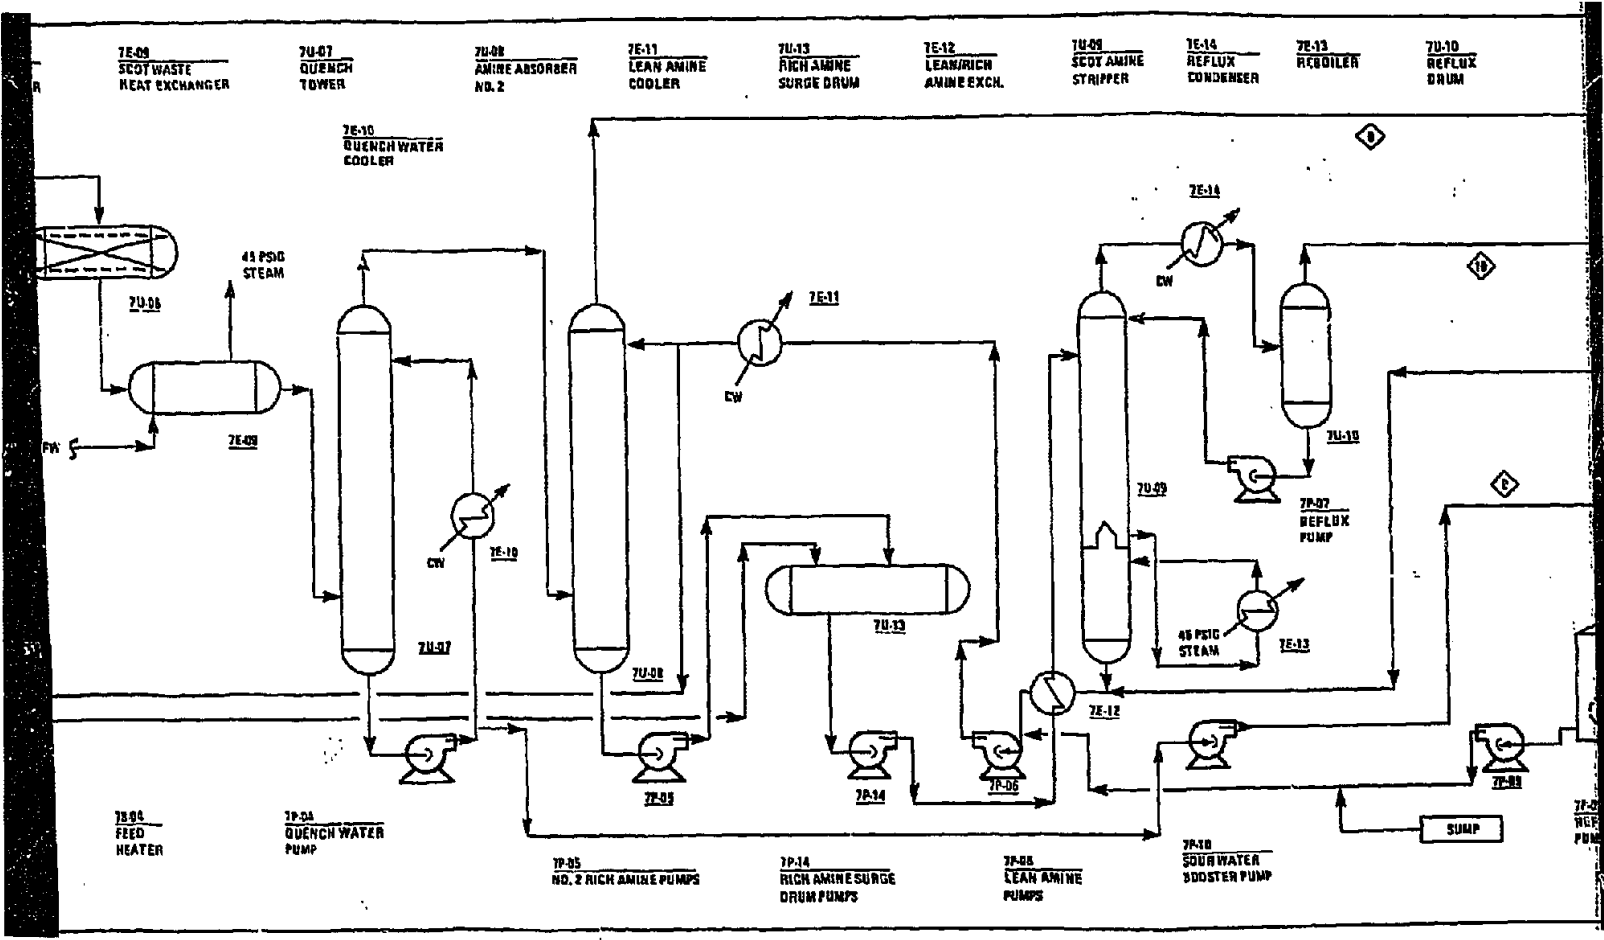 7E-09
SCOT WASTE
HEAT EXCHANGER
7U-07
QUENCH
TOWER
7U-08
AMINE ABSORBER
NO. 2
7E-11
LEAN AMINE
COOLER
7U-13
RICH AMINE
SURGE DRUM
7E-12
LEAN/RICH
AMINE EXCH.
7U-09
SCOT AMINE
STRIPPER
7E-14
REFLUX
CONDENSER
7E-13
REBOILER
7U-10
REFLUX
DRUM
R
7E-10
QUENCH WATER
COOLER
7E-14
CW
10
45 PSIG
STEAM
7U-06
7E-11
CW
7E-09
FW
7U-10
7U-09
7P-07
REFLUX
PUMP
CW
7E-10
7U-13
45 PSIG
STEAM
7E-13
7U-07
7U-08
7E-12
7P-05
7P-14
7P-06
SUMP
FEED
HEATER
7P-04
QUENCH WATER
PUMP
7P-05
NO. 2 RICH AMINE PUMPS
7P-14
RICH AMINE SURGE
DRUM PUMPS
7P-06
LEAN AMINE
PUMPS
7P-10
SOUR WATER
BOOSTER PUMP